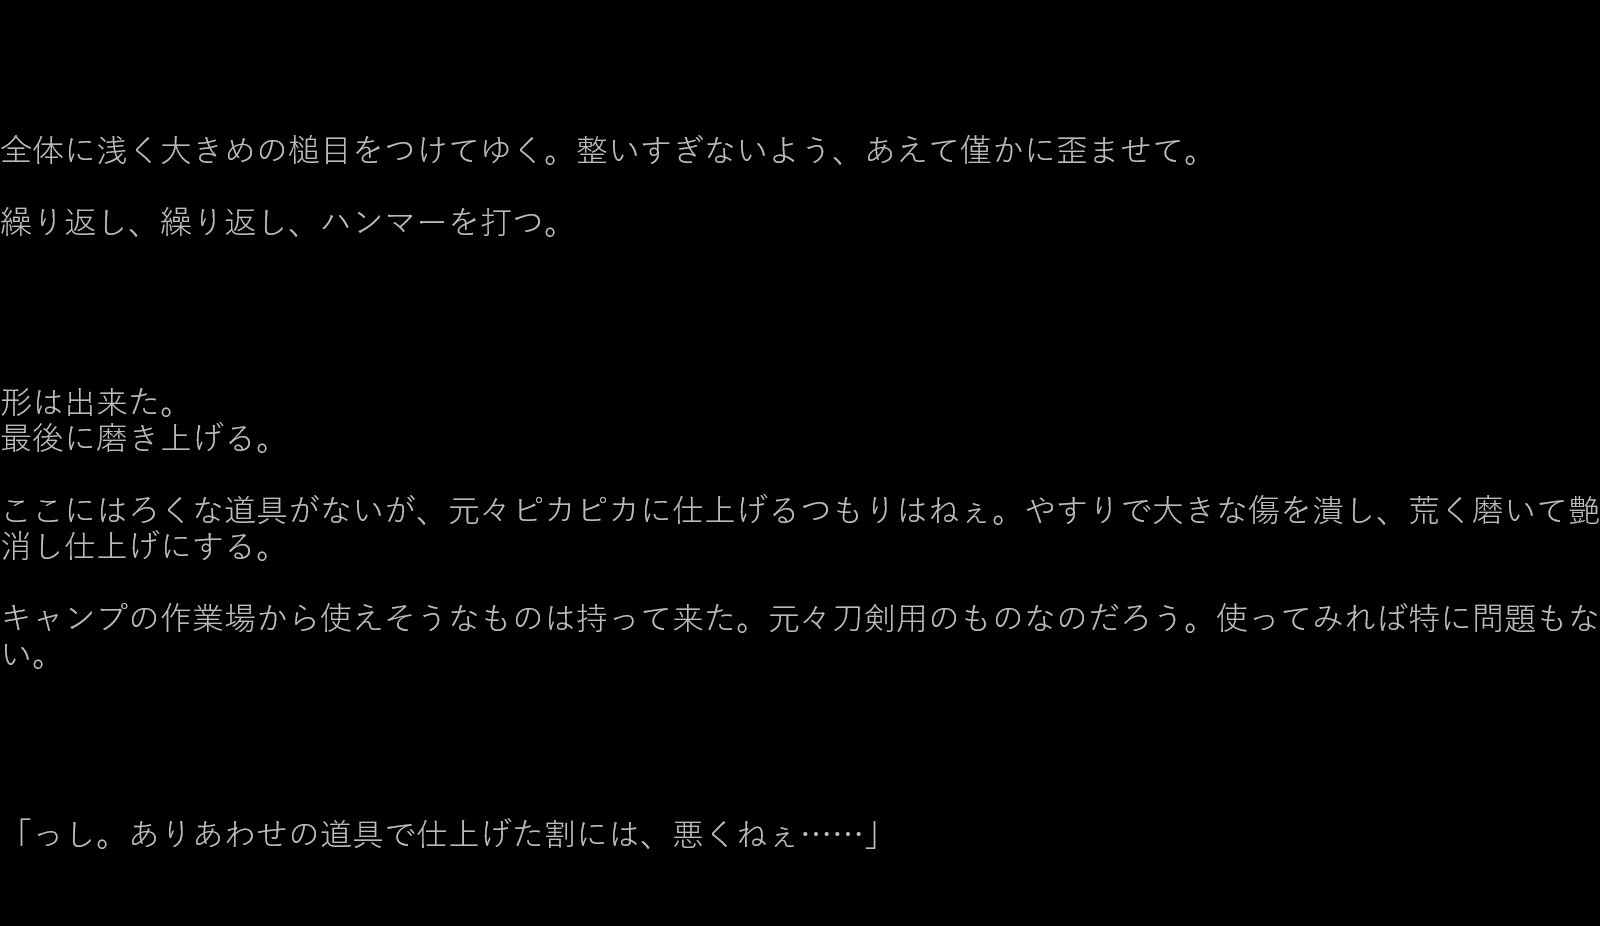 全体に浅く大きめの槌目をつけてゆく。整いすぎないよう、あえて僅かに歪ませて。
繰り返し、繰り返し、ハンマーを打つ。
形は出来た。
最後に磨き上げる。
ここにはろくな道具がないが、元々ピカピカに仕上げるつもりはねぇ。やすりで大きな傷を潰し、荒く磨いて艶
消し仕上げにする。
キャンプの作業場から使えそうなものは持って来た。元々刀剣用のものなのだろう。使ってみれば特に問題もな
い。
「っし。ありあわせの道具で仕上げた割には、悪くねぇ……」